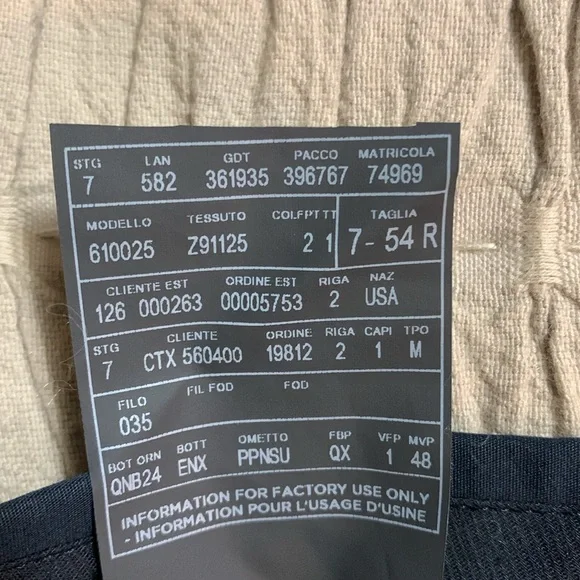 STG LAN GDT PACCO MATRICOLA
7 582 361935 396767 74969
MODELLO TESSUTO COLFPT TT TAGLIA
610025 Z91125 2 1 7- 54 R
CLIENTE EST ORDINE EST RIGA NAZ
126 000263 00005753 2 USA
STG CLIENTE ORDINE RIGA CAPI TPO
7 CTX 560400 19812 2 1 M
FILO FIL FOD FOD
035
BOT ORN BOTT OMETTO FBP VFP MVP
QNB24 ENX PPNSU QX 1 48
INFORMATION FOR FACTORY USE ONLY
- INFORMATION POUR L'USAGE D'USINE